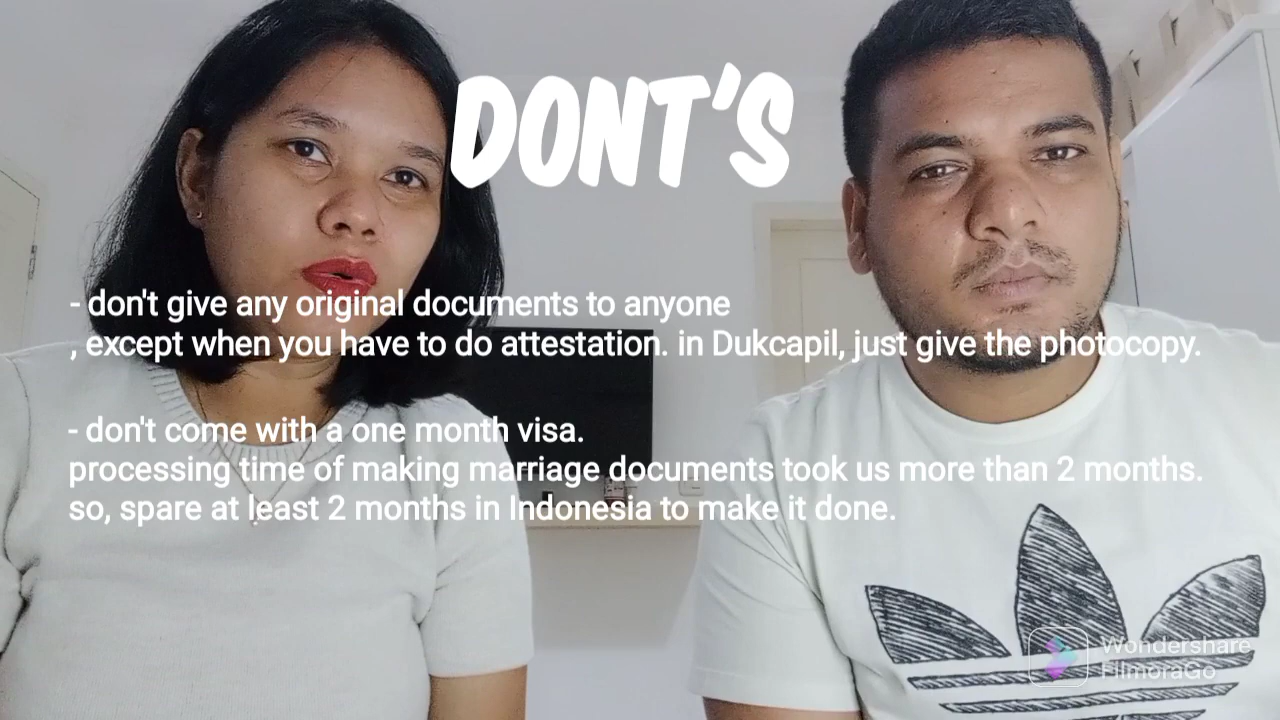 DONT'S
- don't give any original documents to anyone
, except when you have to do attestation. in Dukcapil, just give the photocopy.
- don't come with a one month visa.
processing time of making marriage documents took us more than 2 months.
so, spare at least 2 months in Indonesia to make it done.
Wondershare
FilmoraGo